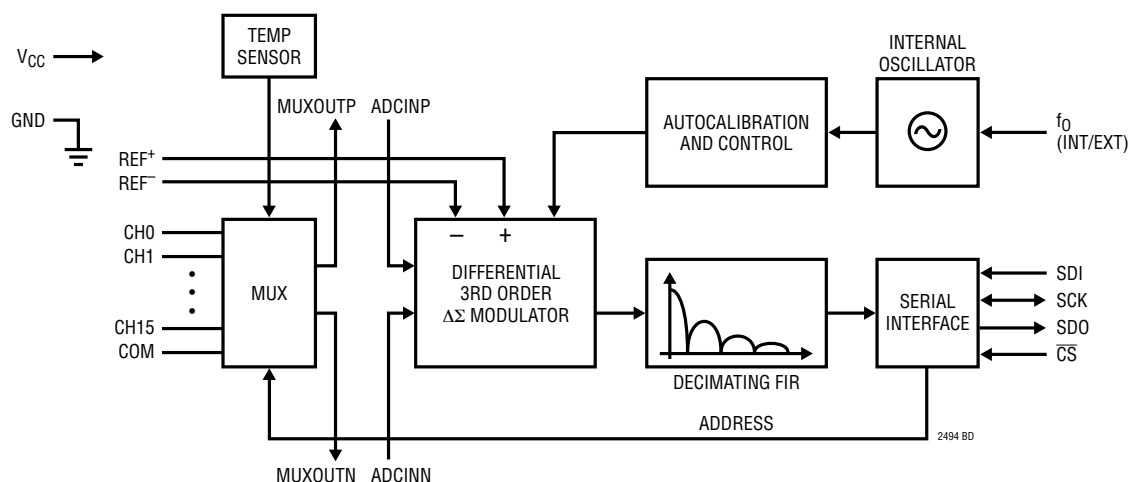 TEMP
SENSOR
INTERNAL
OSCILLATOR
VCC
MUXOUTP
ADCINP
GND
AUTOCALIBRATION
AND CONTROL
fO
(INT/EXT)
REF+
REF–
CH0
CH1
CH15
COM
MUX
– +
DIFFERENTIAL
3RD ORDER
ΔΣ MODULATOR
SERIAL
INTERFACE
SDI
SCK
SDO
CS
DECIMATING FIR
ADDRESS
2494 BD
MUXOUTN
ADCINN